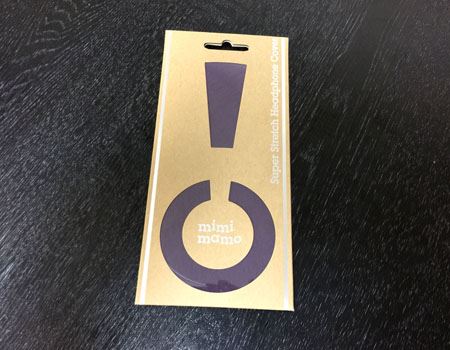 Super Stretch Headphone Cover
mimi
mamo